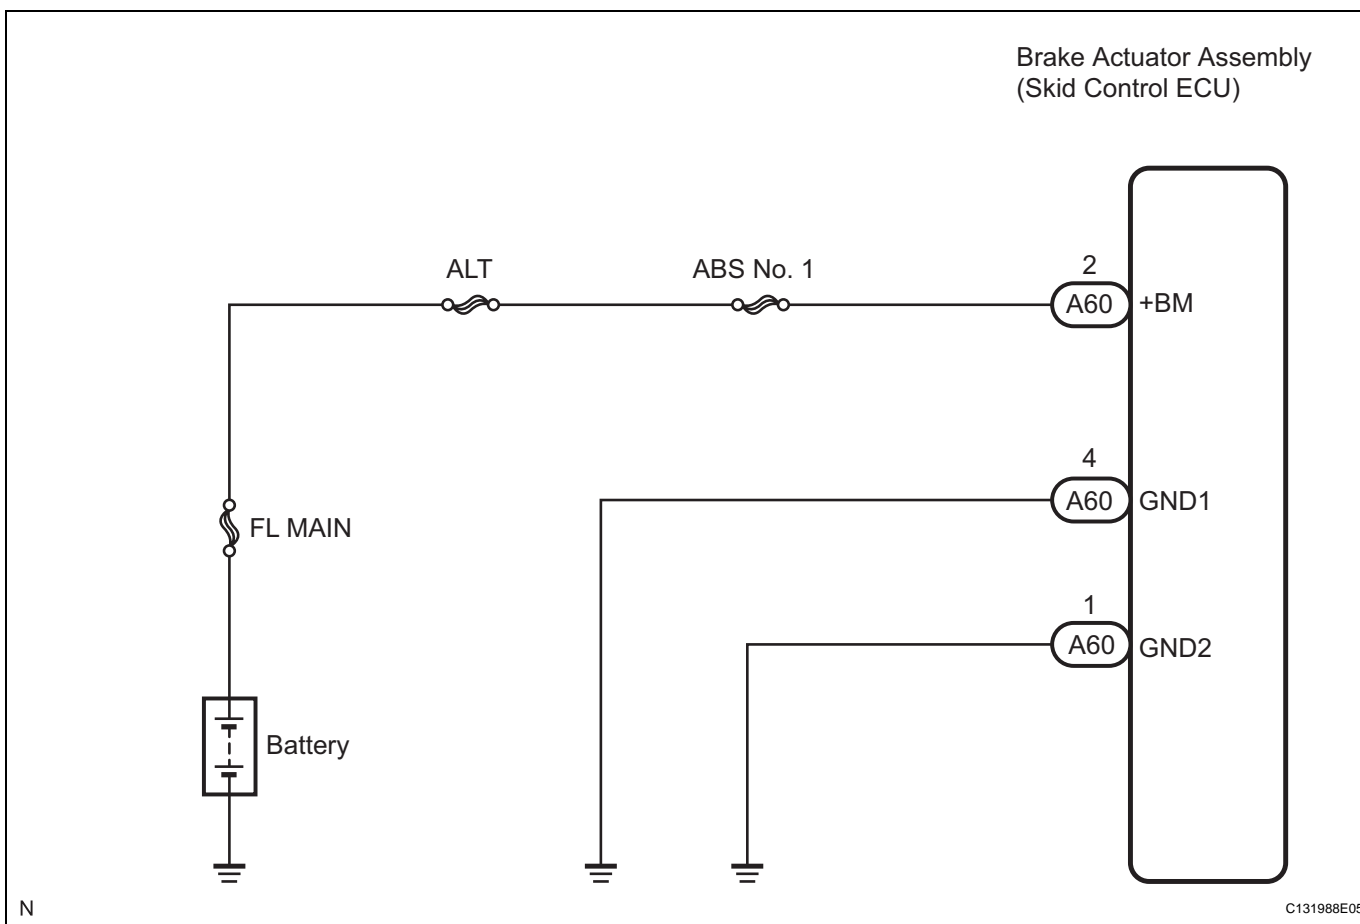 Brake Actuator Assembly
(Skid Control ECU)
ALT
ABS No. 1
2
A60
+BM
4
A60
GND1
FL MAIN
1
A60
GND2
Battery
N
C131988E05